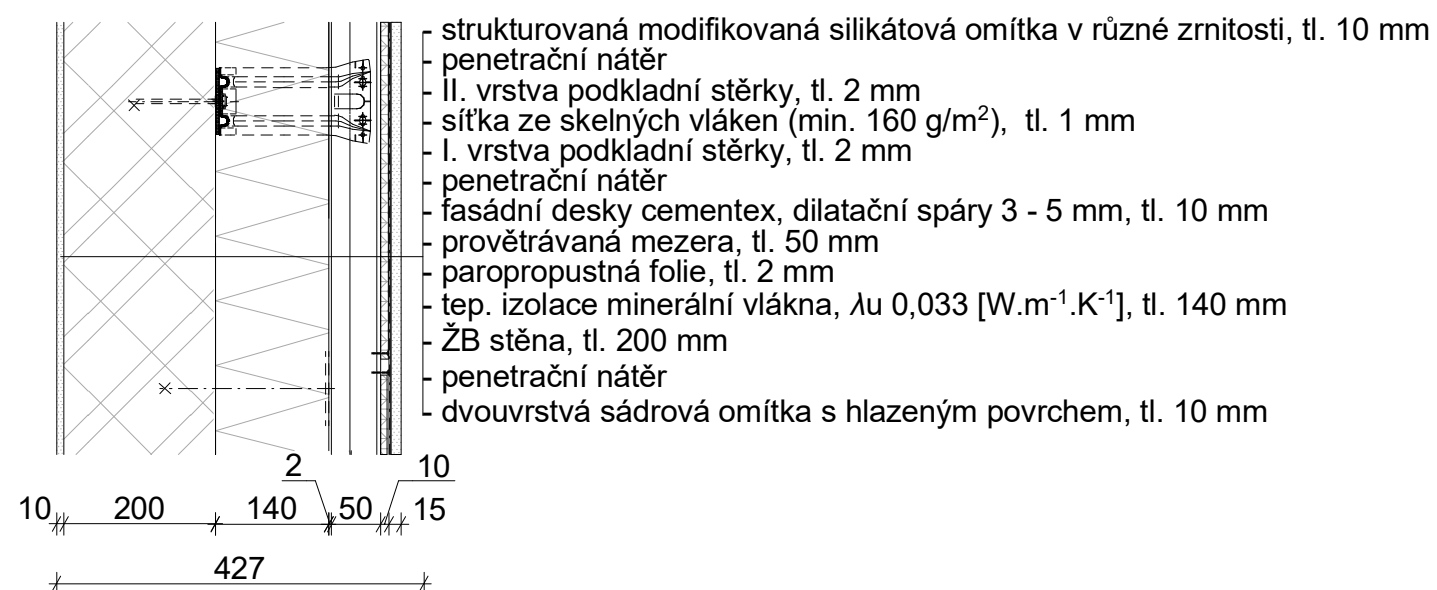 - strukturovaná modifikovaná silikátová omítka v různé zrnitosti, tl. 10 mm
- penetrační nátěr
- II. vrstva podkladní stěrky, tl. 2 mm
- síťka ze skelných vláken (min. 160 g/m²), tl. 1 mm
- I. vrstva podkladní stěrky, tl. 2 mm
- penetrační nátěr
- fasádní desky cementex, dilatační spáry 3 - 5 mm, tl. 10 mm
- provětrávaná mezera, tl. 50 mm
- paropropustná folie, tl. 2 mm
- tep. izolace minerální vlákna, λu 0,033 [W.m⁻¹.K⁻¹], tl. 140 mm
- ŽB stěna, tl. 200 mm
- penetrační nátěr
- dvouvrstvá sádrová omítka s hlazeným povrchem, tl. 10 mm
2 10
10 200 140 50 15
427